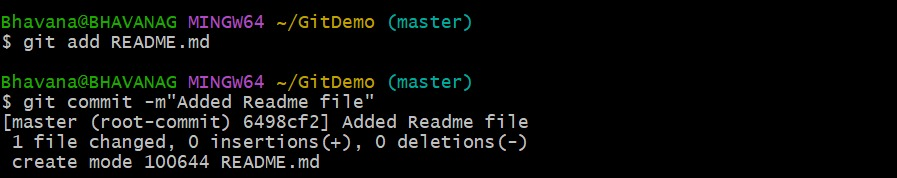 Bhavana@BHAVANAG MINGW64 ~/GitDemo (master)
$ git add README.md
Bhavana@BHAVANAG MINGW64 ~/GitDemo (master)
$ git commit -m"Added Readme file"
[master (root-commit) 6498cf2] Added Readme file
 1 file changed, 0 insertions(+), 0 deletions(-)
 create mode 100644 README.md